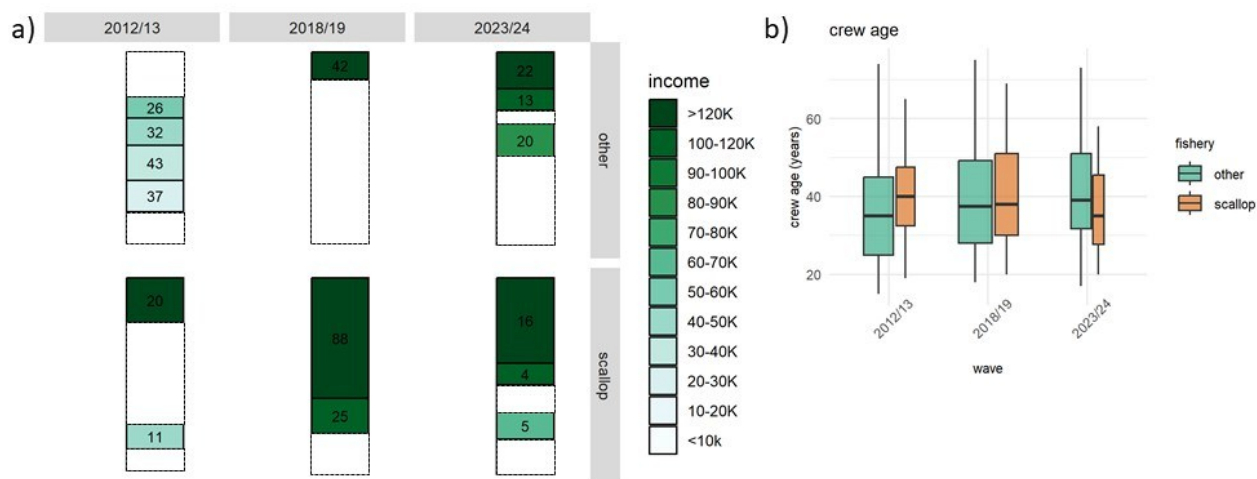 a)
2012/13
2018/19
2023/24
26
32
43
37
42
22
13
20
other
20
11
88
25
16
4
5
scallop
income
>120K
100-120K
90-100K
80-90K
70-80K
60-70K
50-60K
40-50K
30-40K
20-30K
10-20K
<10k
b)
crew age
crew age (years)
60
40
20
2012/13
2018/19
2023/24
wave
fishery
other
scallop